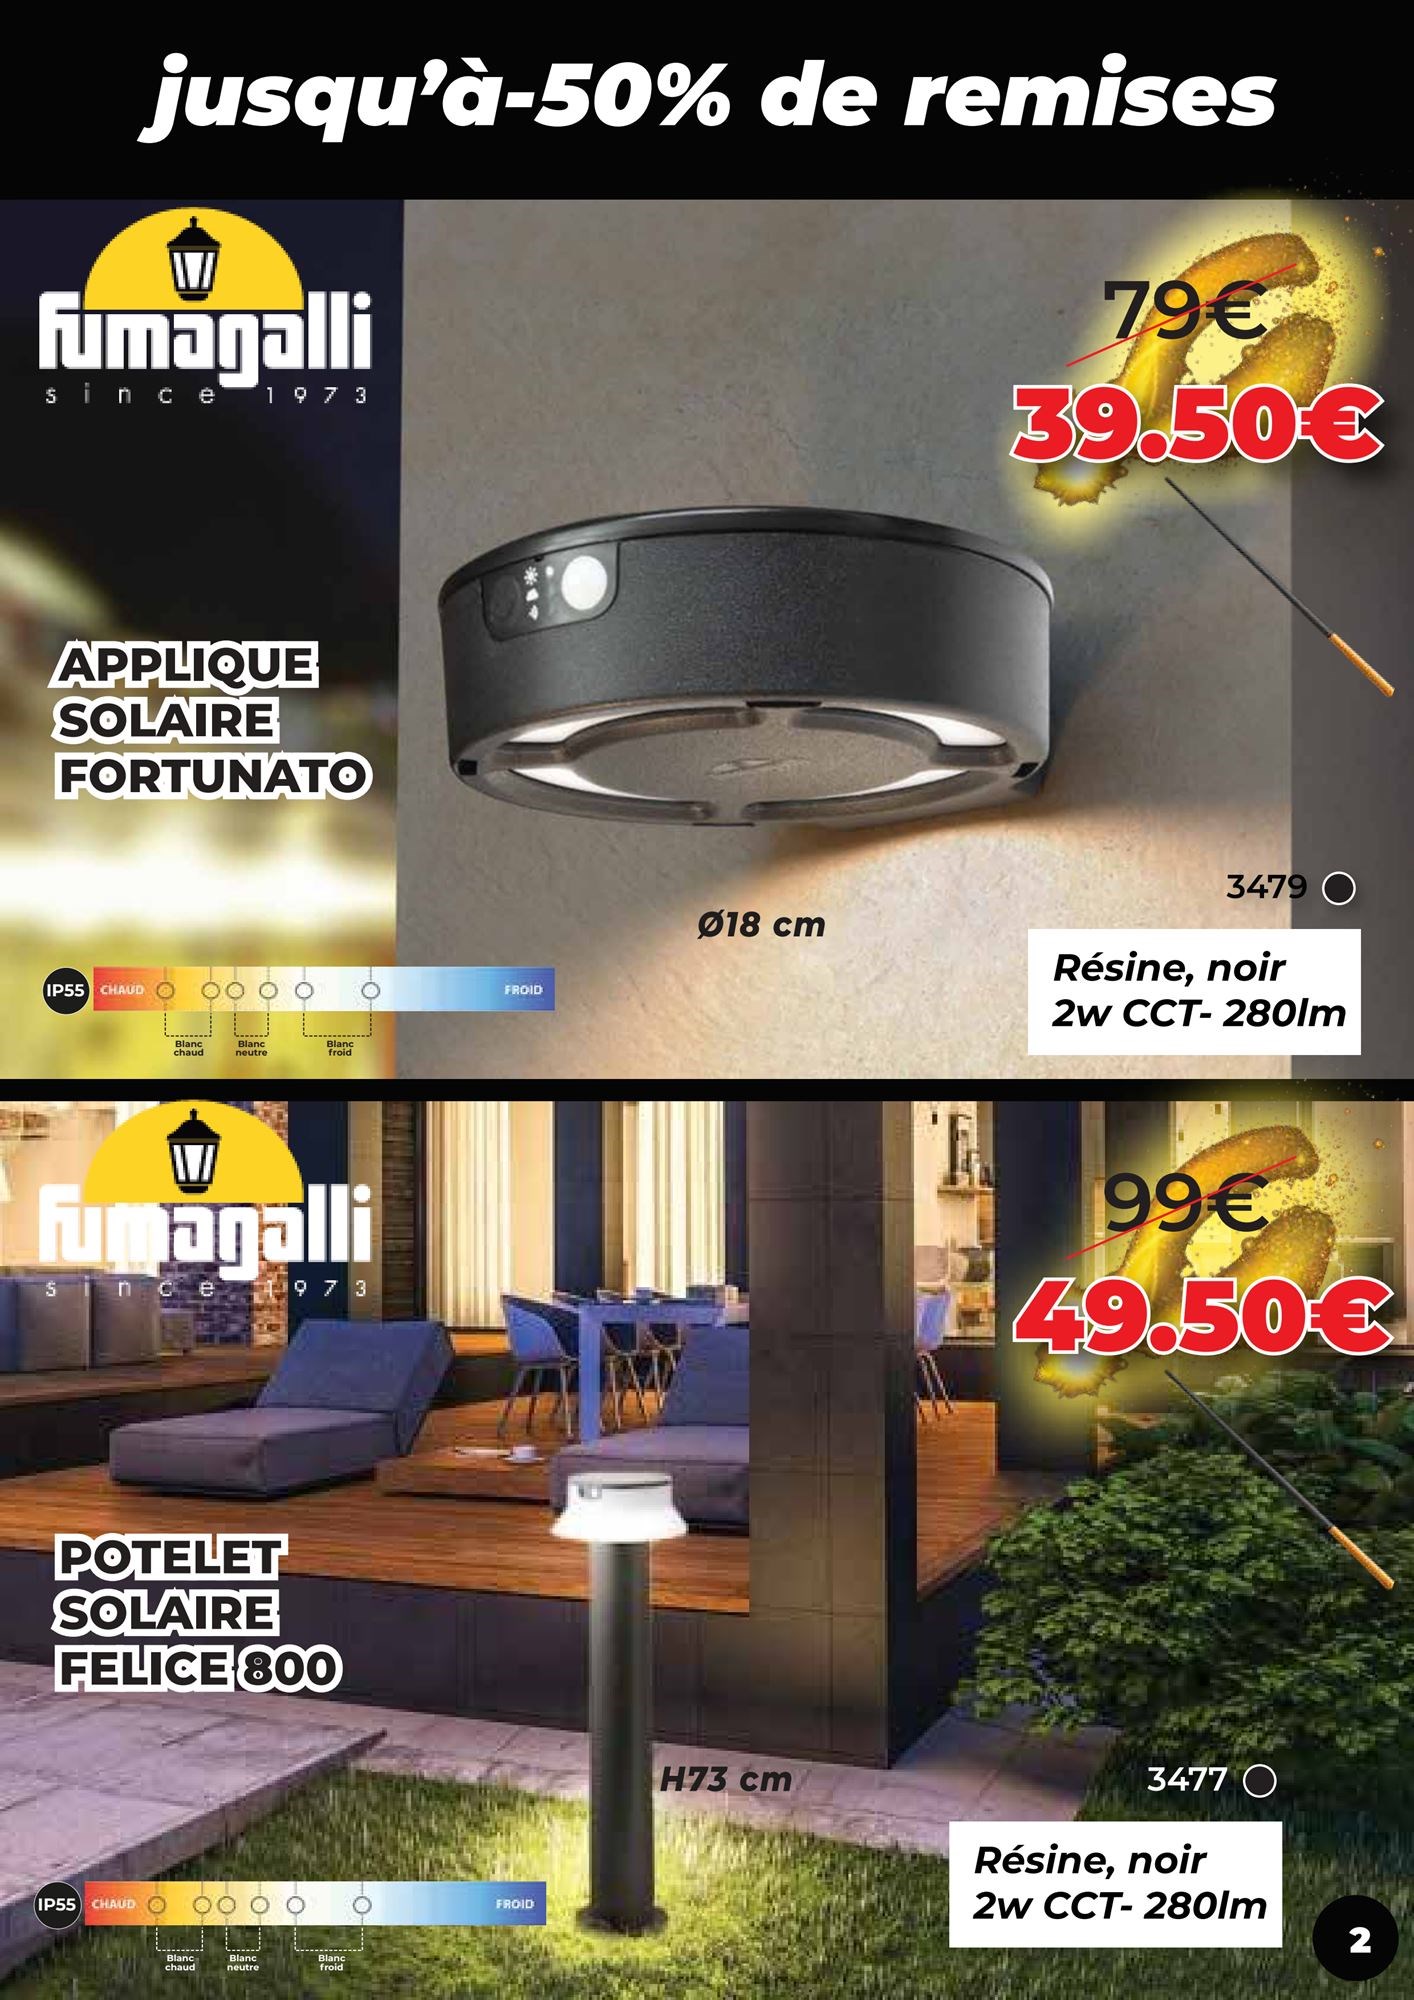 jusqu'à-50% de remises
fumagalli
since 1973
79€
39.50€
APPLIQUE
SOLAIRE
FORTUNATO
3479
Ø18 cm
Résine, noir
2w CCT- 280lm
IP55 CHAUD FROID
Blanc chaud
Blanc neutre
Blanc froid
fumagalli
since 1973
99€
49.50€
POTELET
SOLAIRE
FELICE 800
H73 cm
3477
Résine, noir
2w CCT- 280lm
IP55 CHAUD FROID
Blanc chaud
Blanc neutre
Blanc froid
2